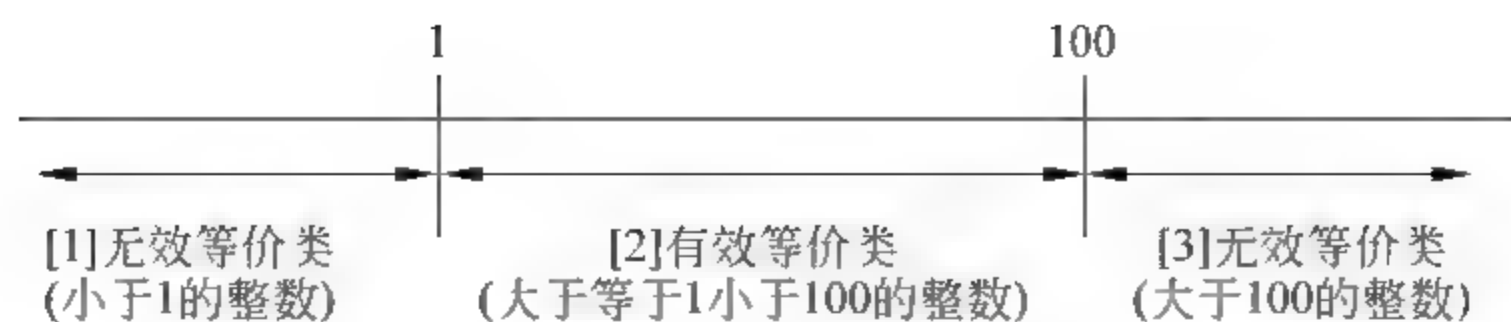 1 100
[1]无效等价类 [2]有效等价类 [3]无效等价类
(小于1的整数) (大于等于1小于100的整数) (大于100的整数)